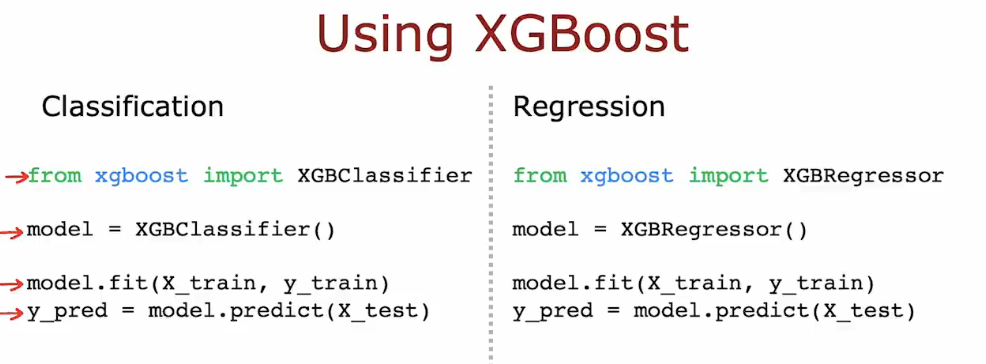 Using XGBoost
Classification
from xgboost import XGBClassifier
model = XGBClassifier()
model.fit(X_train, y_train)
y_pred = model.predict(X_test)
Regression
from xgboost import XGBRegressor
model = XGBRegressor()
model.fit(X_train, y_train)
y_pred = model.predict(X_test)